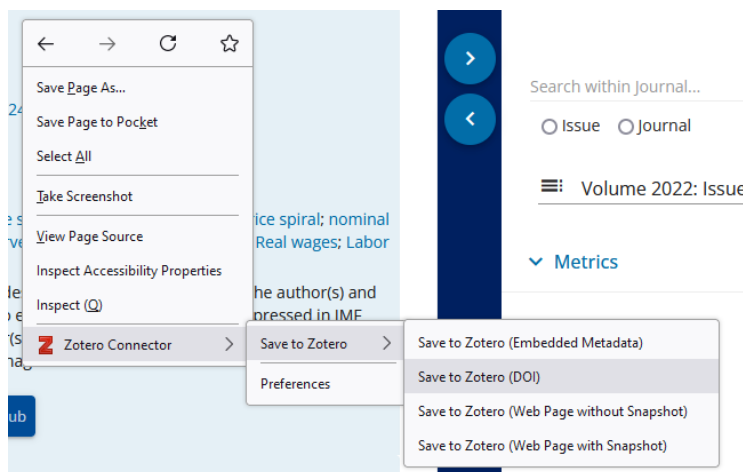 Save Page As...
Save Page to Pocket
Select All
Take Screenshot
View Page Source
Inspect Accessibility Properties
Inspect (Q)
Zotero Connector
Save to Zotero
Preferences
Save to Zotero (Embedded Metadata)
Save to Zotero (DOI)
Save to Zotero (Web Page without Snapshot)
Save to Zotero (Web Page with Snapshot)
24
rice spiral; nominal
Real wages; Labor
he author(s) and
pressed in IMF
ub
Search within Journal...
Issue
Journal
Volume 2022: Issue
Metrics